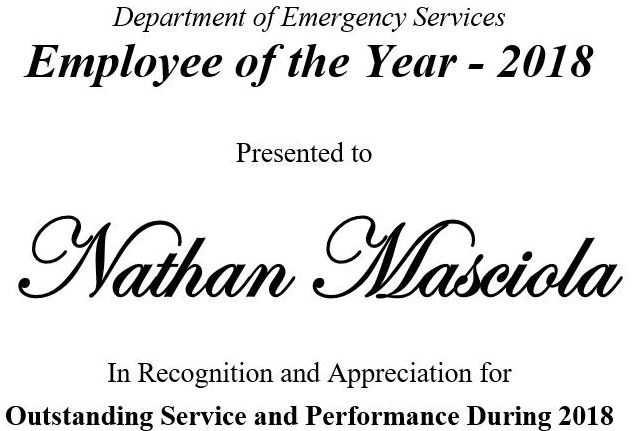 Department of Emergency Services
Employee of the Year - 2018
Presented to
Nathan Masciola
In Recognition and Appreciation for
Outstanding Service and Performance During 2018